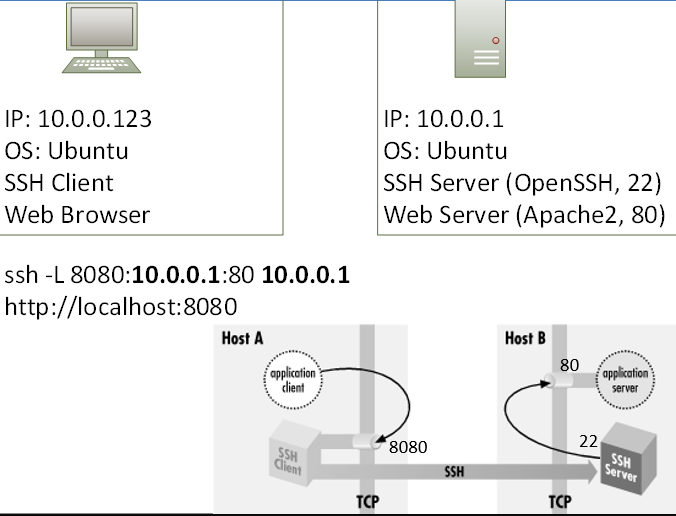 IP: 10.0.0.123
OS: Ubuntu
SSH Client
Web Browser
IP: 10.0.0.1
OS: Ubuntu
SSH Server (OpenSSH, 22)
Web Server (Apache2, 80)
ssh -L 8080:10.0.0.1:80 10.0.0.1
http://localhost:8080
Host A
application
client
8080
SSH
Client
TCP
SSH
Host B
80
application
server
22
SSH
Server
TCP